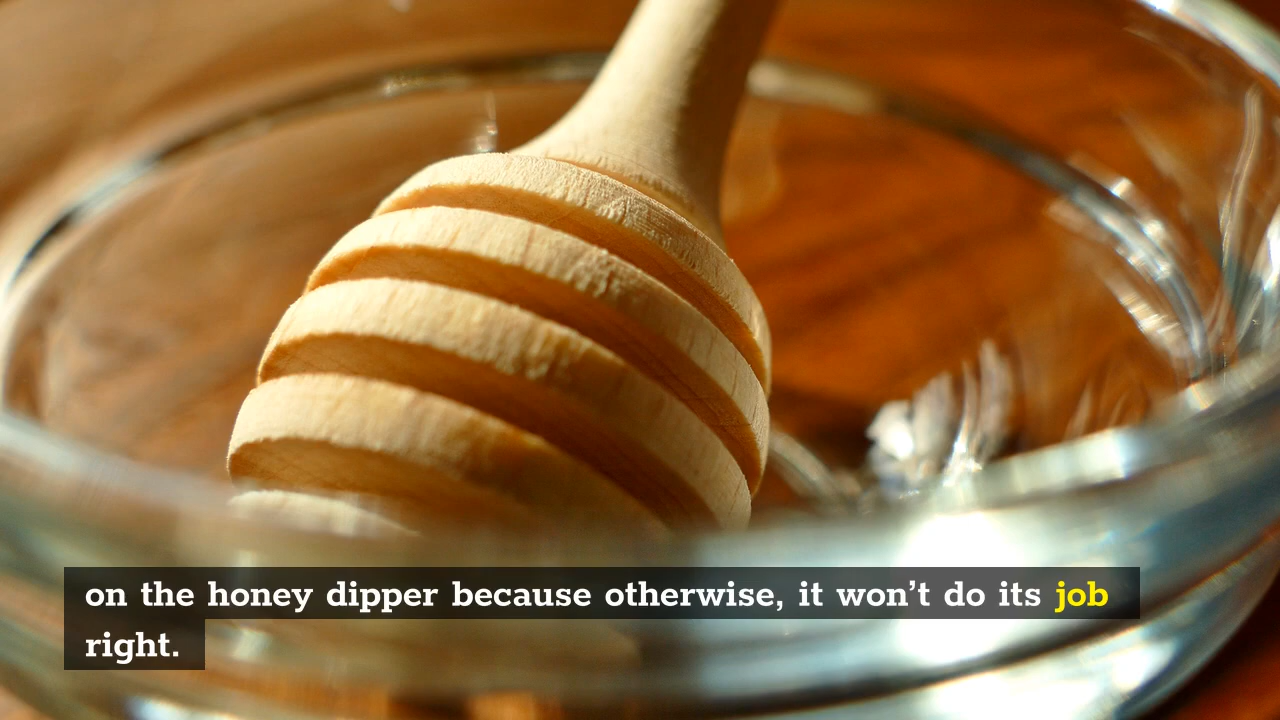 on the honey dipper because otherwise, it won’t do its job
right.